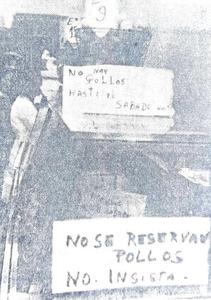 9
NO HAY
POLLOS
HASTA EL
SABADO
NO SE RESERVAN
POLLOS
NO. INSISTA.